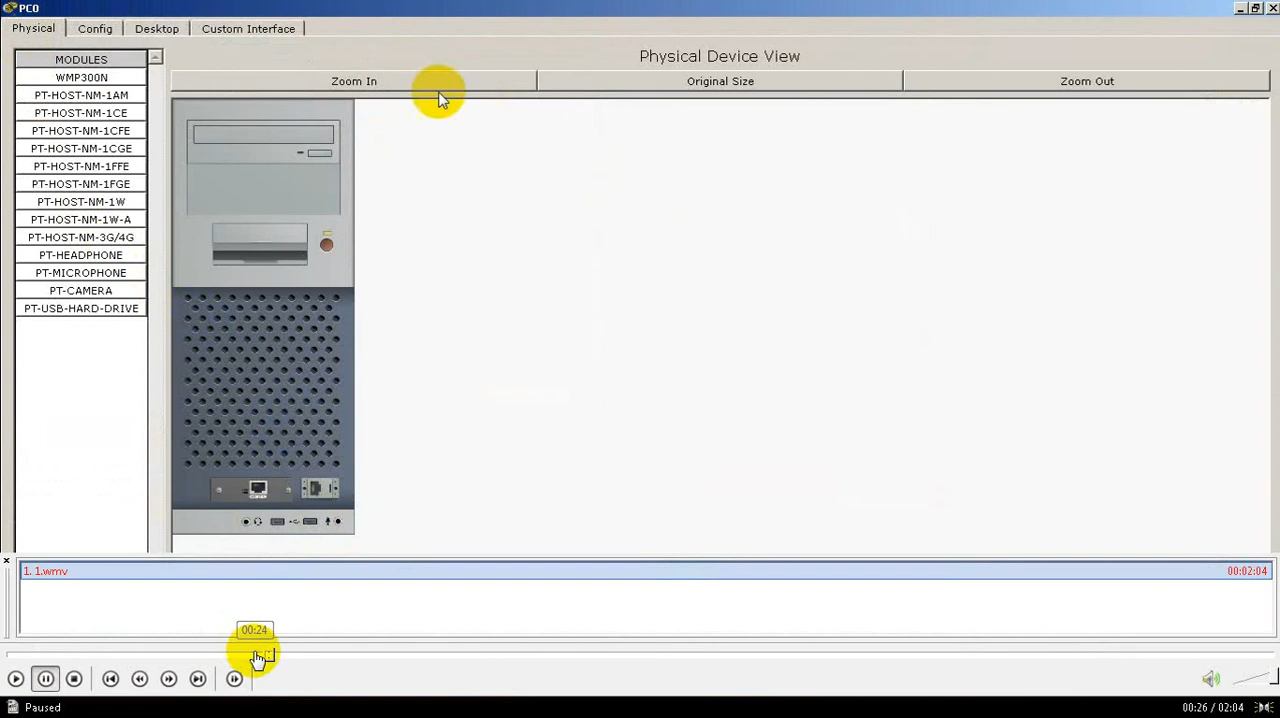 PC0
Physical
Config
Desktop
Custom Interface
MODULES
WMP300N
PT-HOST-NM-1AM
PT-HOST-NM-1CE
PT-HOST-NM-1CFE
PT-HOST-NM-1CGE
PT-HOST-NM-1FFE
PT-HOST-NM-1FGE
PT-HOST-NM-1W
PT-HOST-NM-1W-A
PT-HOST-NM-3G/4G
PT-HEADPHONE
PT-MICROPHONE
PT-CAMERA
PT-USB-HARD-DRIVE
Physical Device View
Zoom In
Original Size
Zoom Out
1. 1.wmv 00:02:04
00:24
Paused
00:26 / 02:04